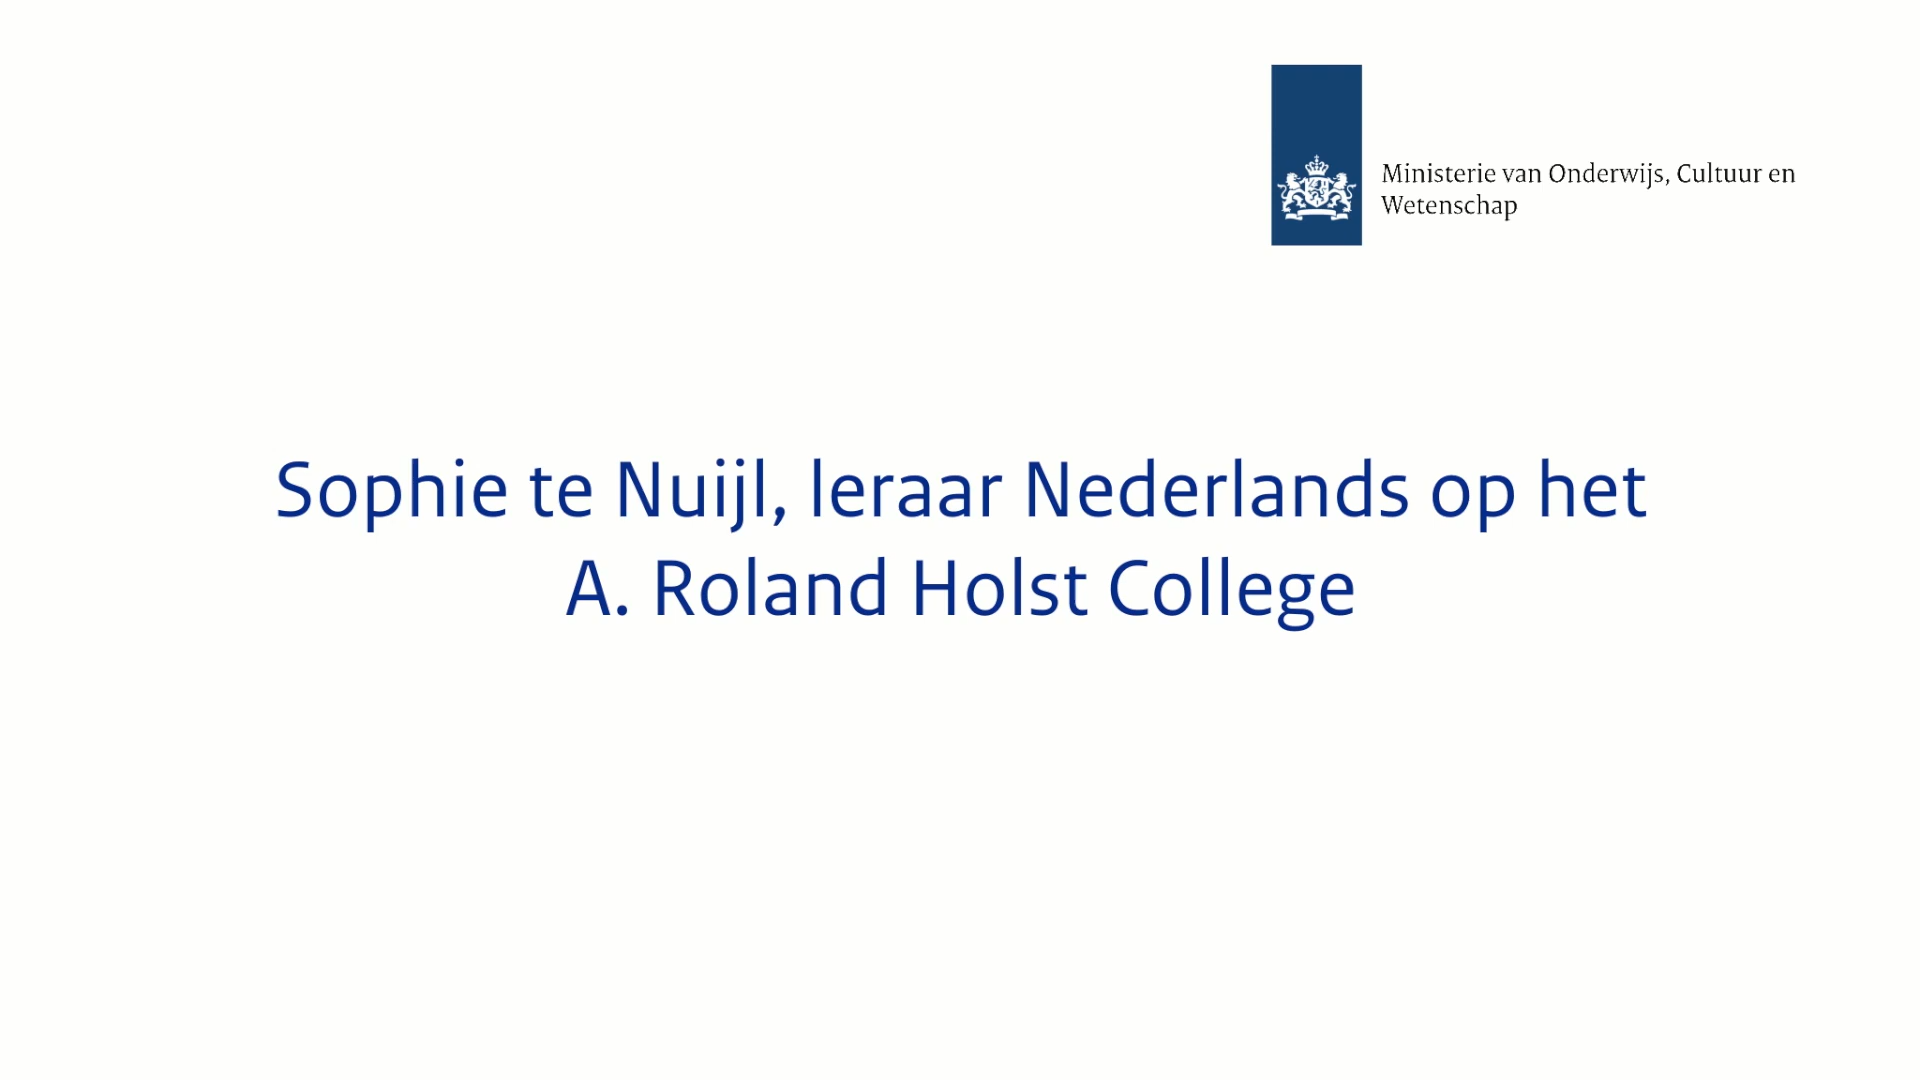 Ministerie van Onderwijs, Cultuur en
Wetenschap
Sophie te Nuijl, leraar Nederlands op het
A. Roland Holst College